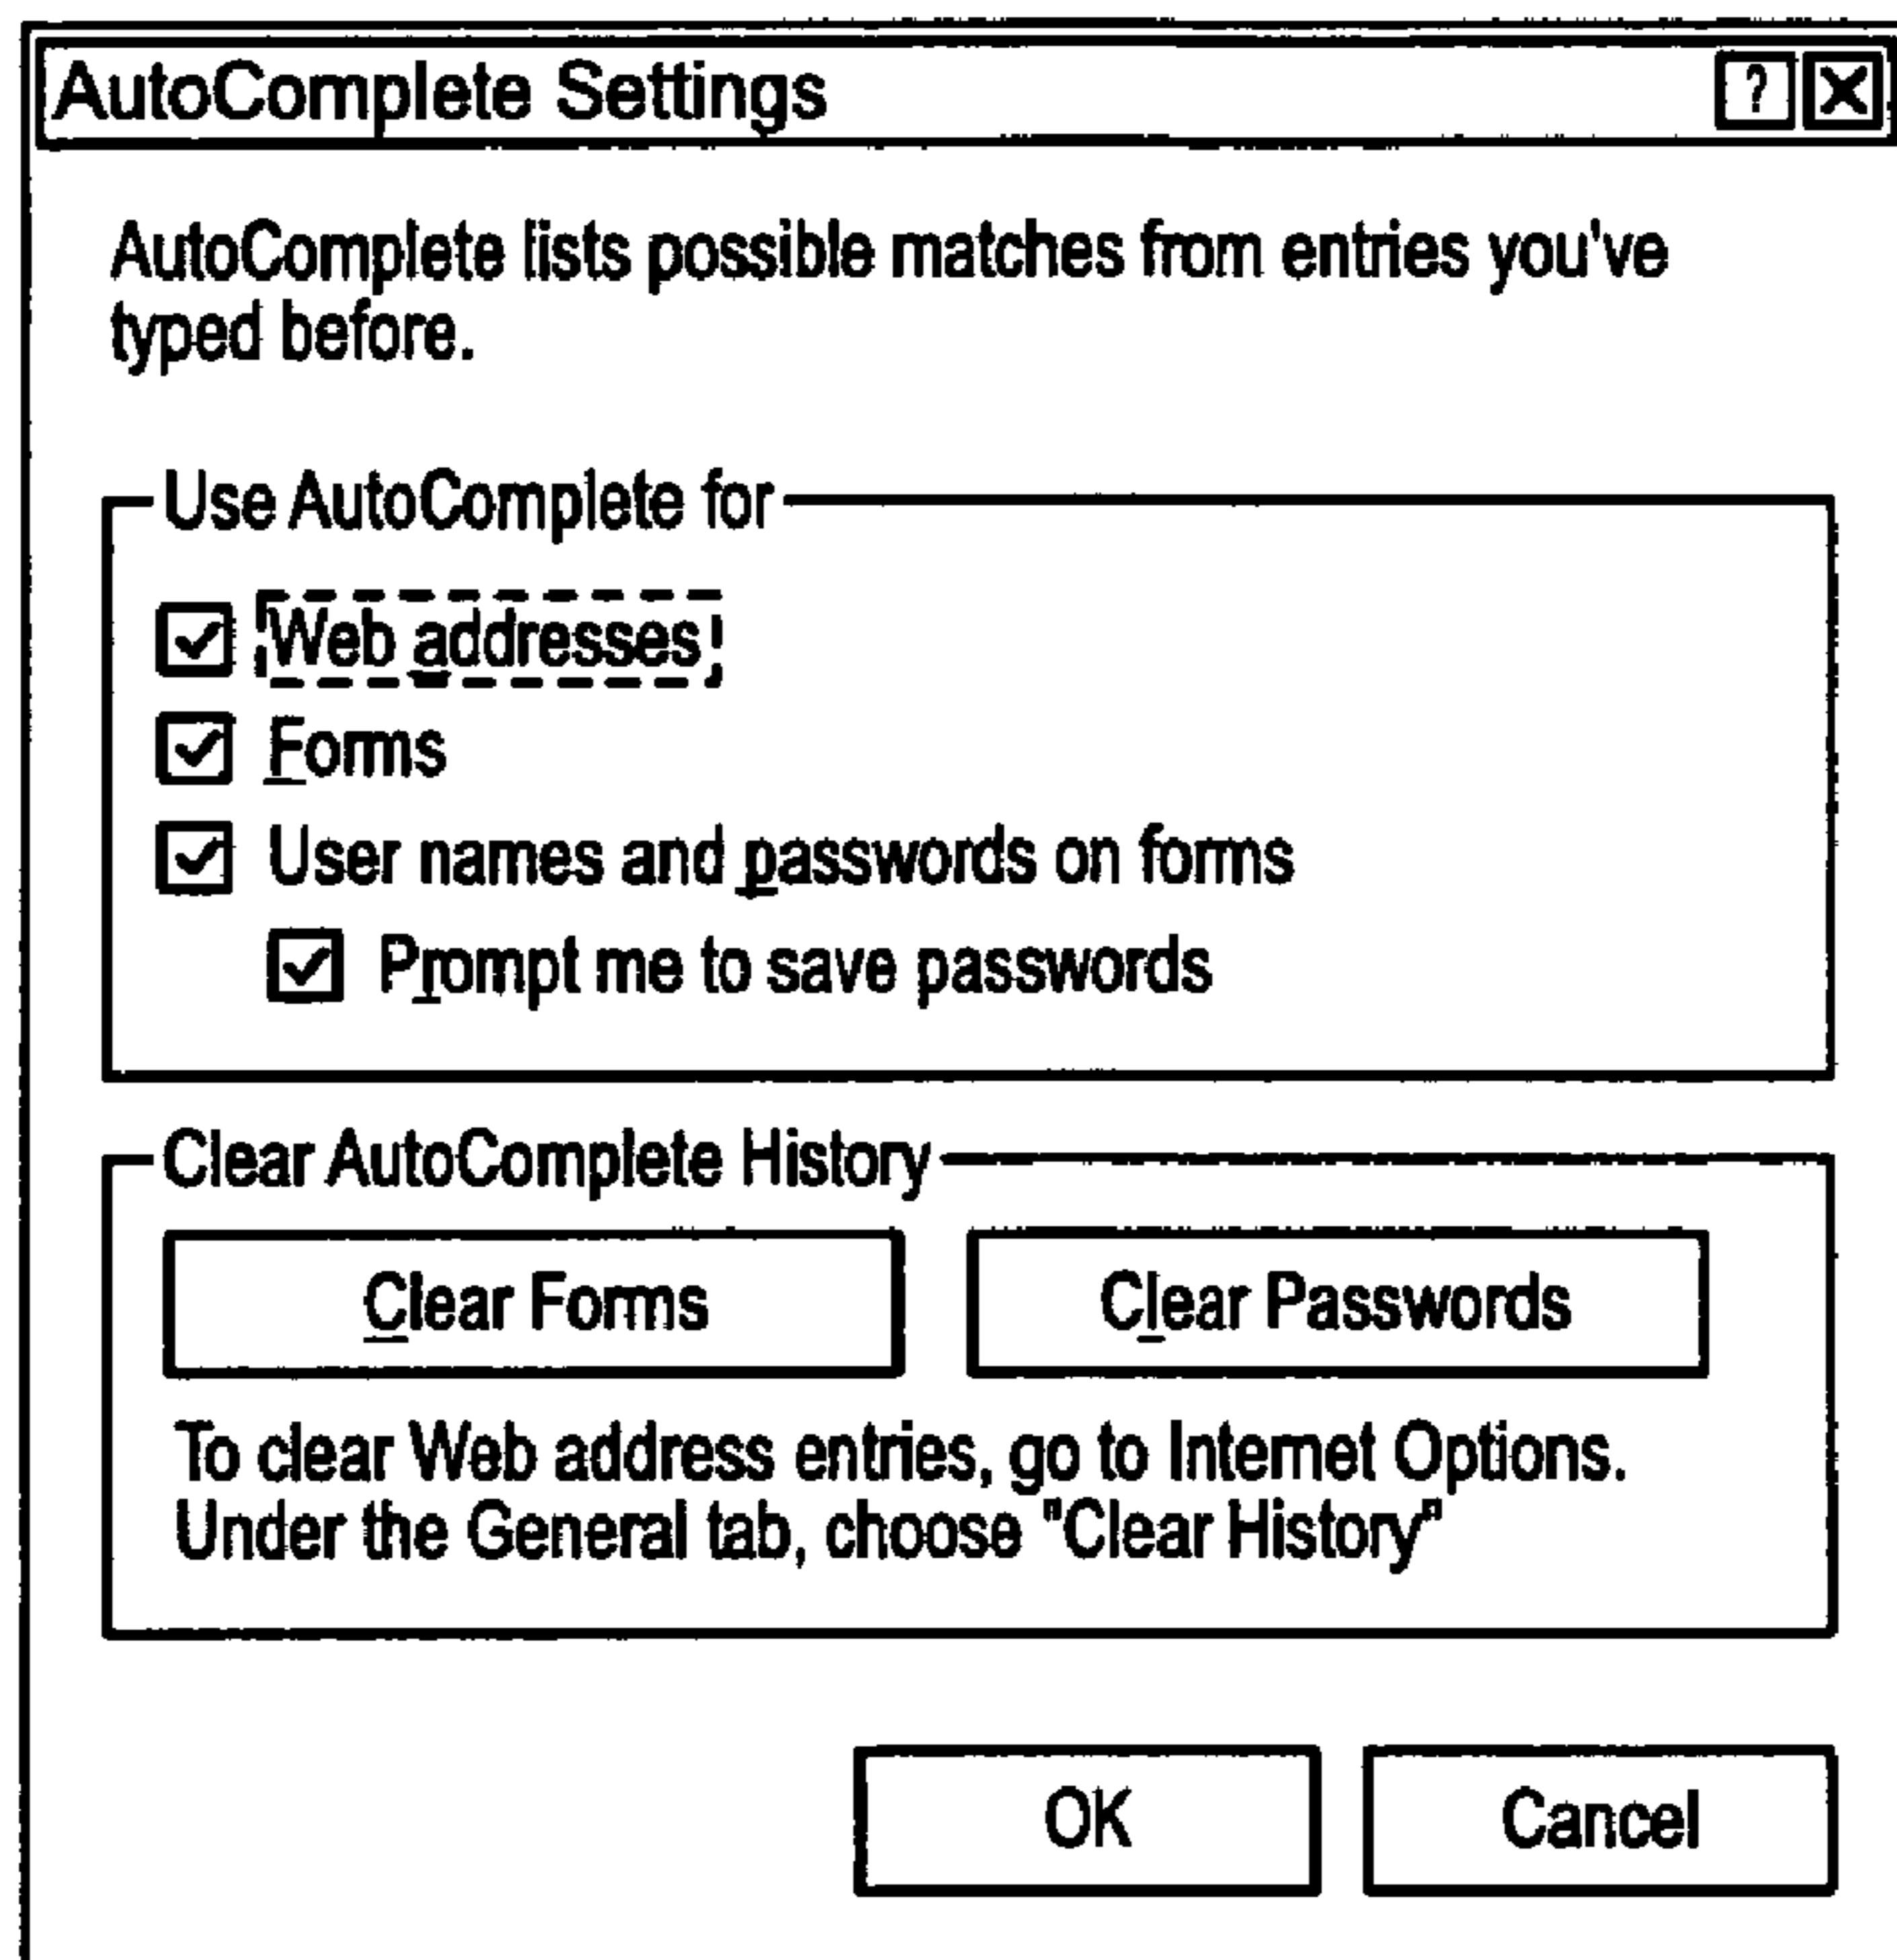 AutoComplete Settings ? X
AutoComplete lists possible matches from entries you've
typed before.
Use AutoComplete for
Web addresses
Forms
User names and passwords on forms
Prompt me to save passwords
Clear AutoComplete History
Clear Forms Clear Passwords
To clear Web address entries, go to Internet Options.
Under the General tab, choose "Clear History"
OK Cancel